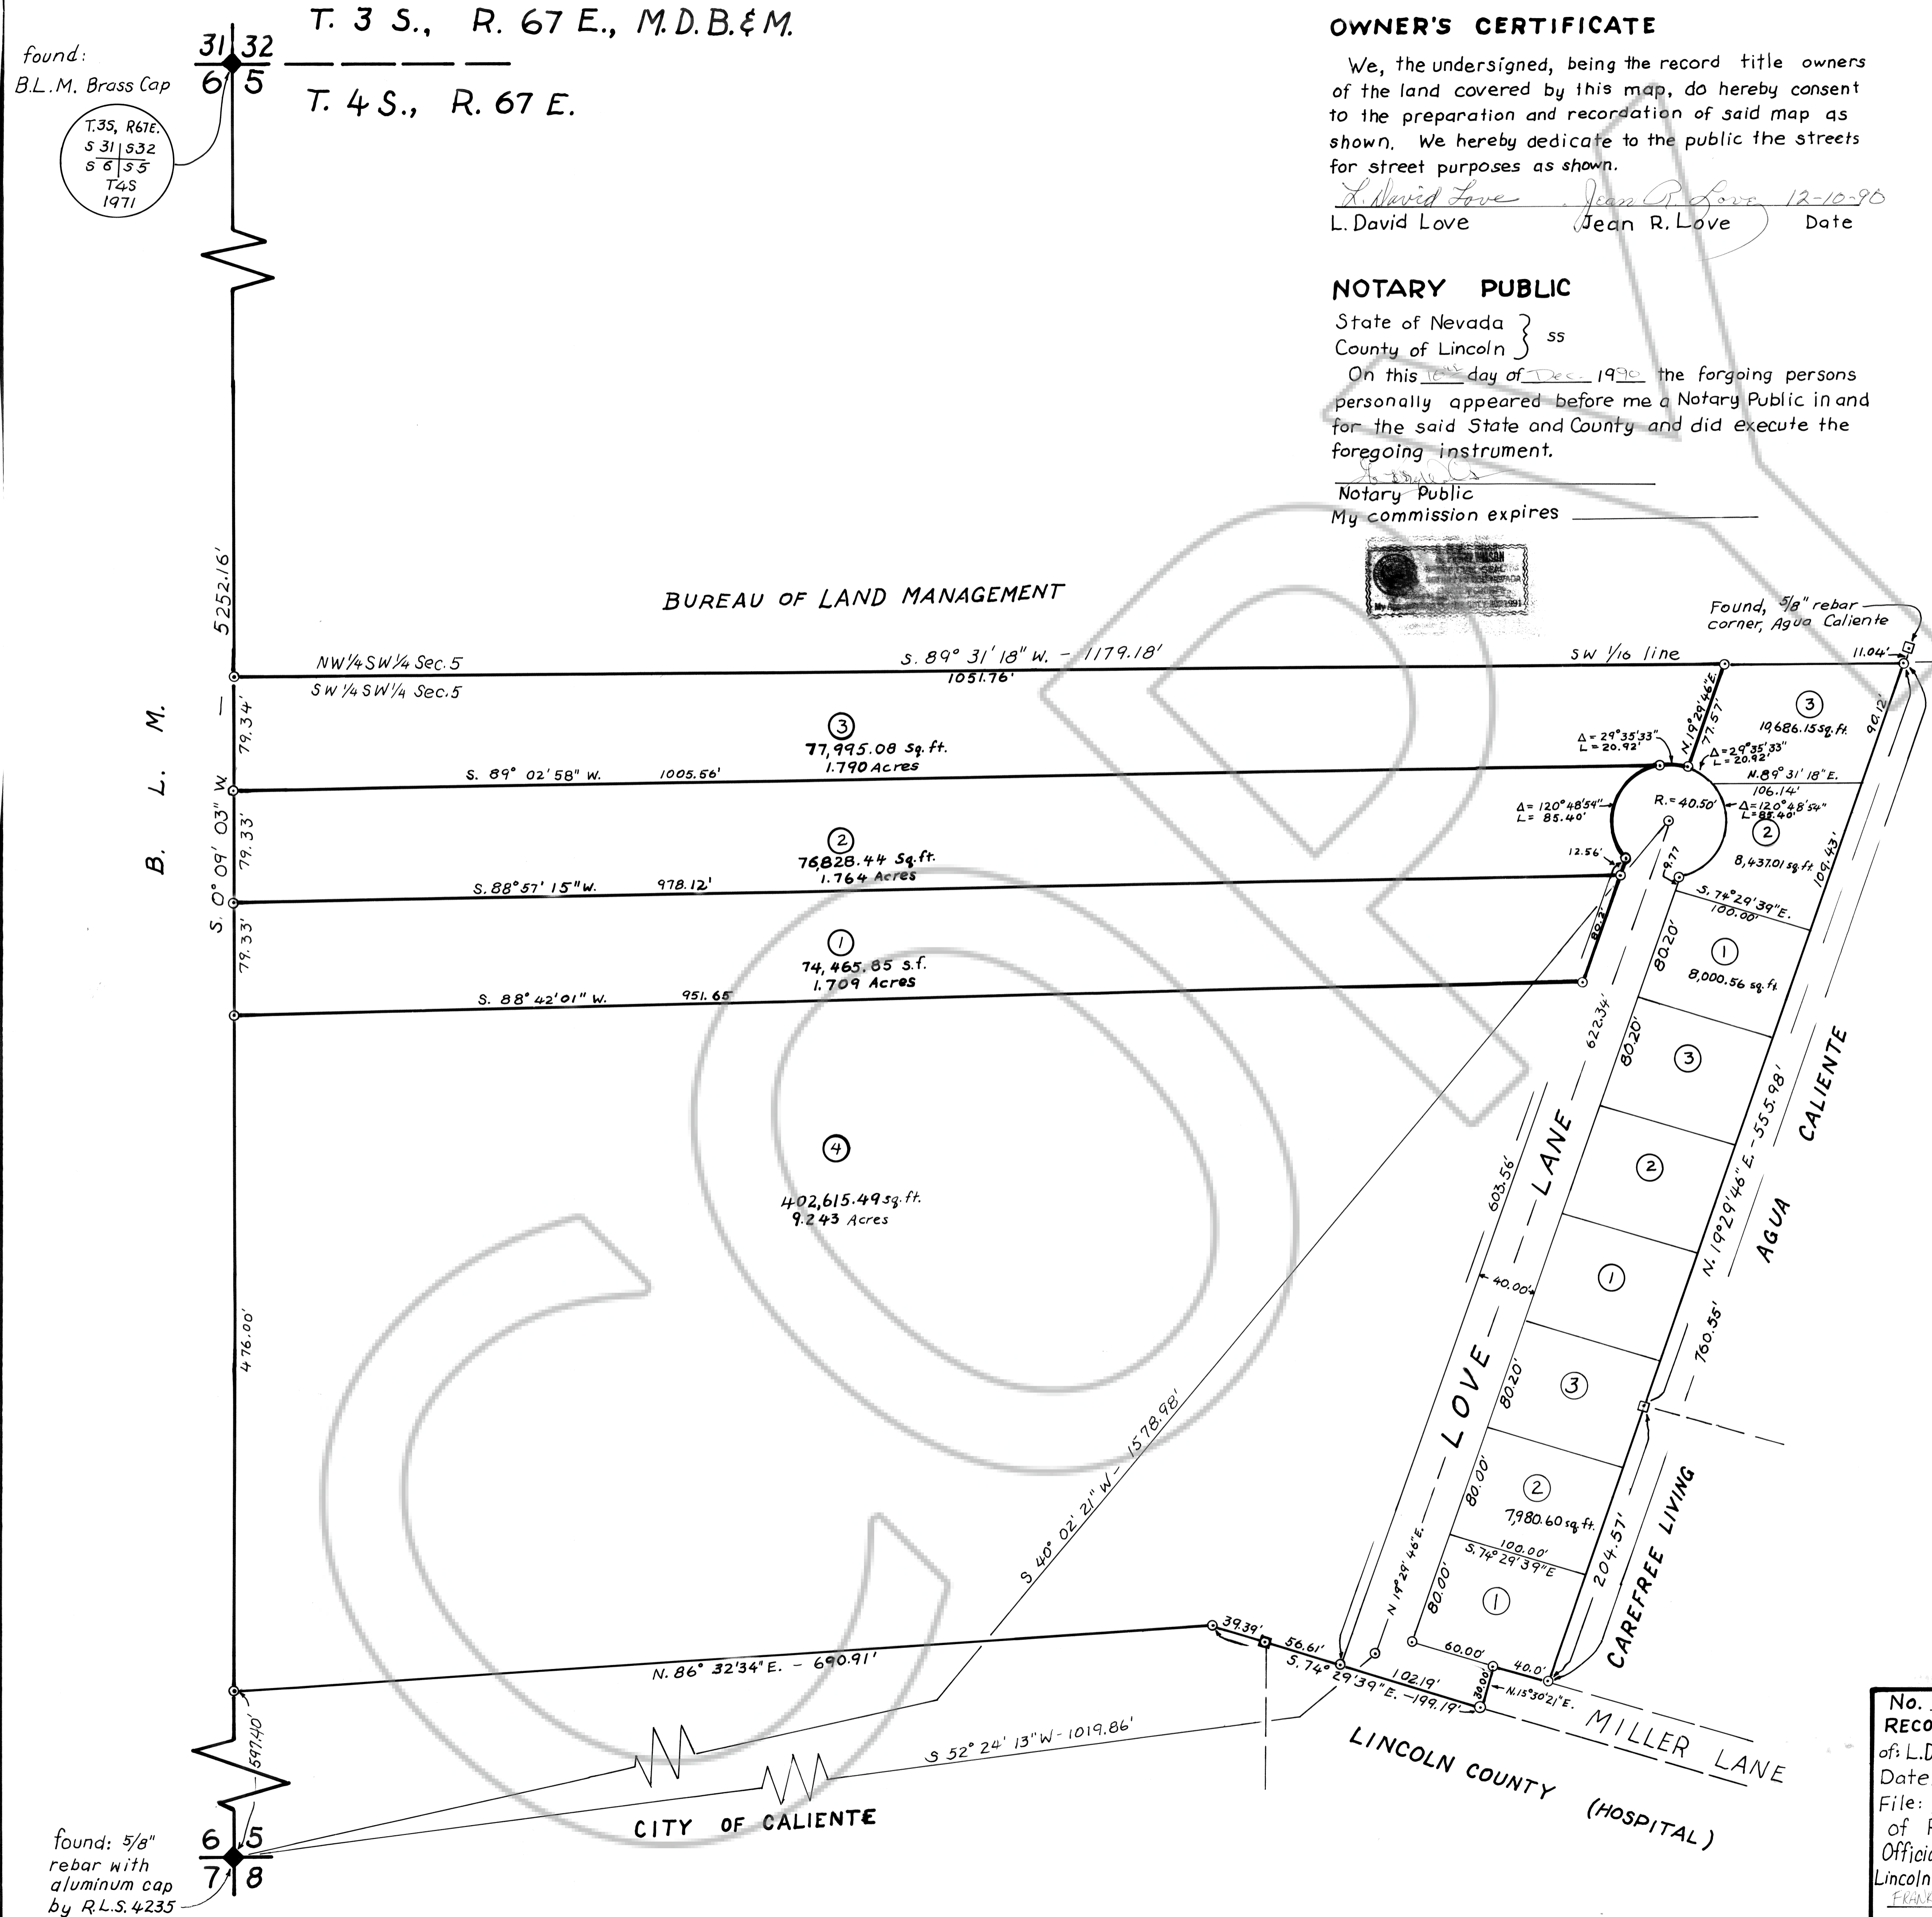 T. 3 S., R. 67 E., M.D.B.&M.
T. 4 S., R. 67 E.
found:
B.L.M. Brass Cap
31 32
6 5
T.3S, R67E.
S 31 S32
S 6 S 5
T4S
1971
OWNER'S CERTIFICATE
We, the undersigned, being the record title owners
of the land covered by this map, do hereby consent
to the preparation and recordation of said map as
shown. We hereby dedicate to the public the streets
for street purposes as shown.
L. David Love Jean R. Love 12-10-90
L. David Love Jean R. Love Date
NOTARY PUBLIC
State of Nevada } ss
County of Lincoln
On this day of Dec. 1990 the forgoing persons
personally appeared before me a Notary Public in and
for the said State and County and did execute the
foregoing instrument.
Notary Public
My commission expires
5252.16'
BUREAU OF LAND MANAGEMENT
Found, 5/8" rebar
corner, Agua Caliente
11.04'
NW 1/4 SW 1/4 Sec. 5
SW 1/4 SW 1/4 Sec. 5
S. 89° 31' 18" W. - 1179.18'
1051.76'
SW 1/16 line
B. L. M.
S. 0° 09' 03" W. —
79.34'
79.33'
79.33'
476.00'
3
77,995.08 Sq. ft.
1.790 Acres
S. 89° 02' 58" W. 1005.56'
2
76,828.44 Sq. ft.
1.764 Acres
S. 88° 57' 15" W. 978.12'
1
74,465.85 s.f.
1.709 Acres
S. 88° 42' 01" W. 951.65
4
402,615.49 sq. ft.
9.243 Acres
N. 19° 29' 46" E.
77.57'
3
10,686.15 sq. ft.
90.12'
Δ = 29° 35' 33"
L = 20.92'
Δ = 29° 35' 33"
L = 20.92'
N. 89° 31' 18" E.
106.14'
Δ = 120° 48' 54"
L = 85.40'
R. = 40.50'
Δ = 120° 48' 54"
L = 85.40'
2
8,437.01 sq. ft.
109.43'
12.56'
9.77
S. 74° 29' 39" E.
100.00'
80.20'
1
8,000.56 sq. ft.
622.34'
80.20'
3
2
1
3
603.56'
40.00'
LOVE LANE
N. 19° 29' 46" E. - 555.98'
AGUA CALIENTE
760.55'
80.20'
80.00'
2
7,980.60 sq. ft.
100.00'
S. 74° 29' 39" E
80.00'
1
204.57'
CAREFREE LIVING
N 19° 29' 46" E.
S 40° 02' 21" W - 1578.98'
39.39'
56.61'
60.00'
40.0'
102.19'
S. 74° 29' 39" E. - 199.19'
30.00'
N. 15° 30' 21" E.
N. 86° 32' 34" E. - 690.91'
597.40'
S 52° 24' 13" W - 1019.86'
MILLER LANE
LINCOLN COUNTY (HOSPITAL)
CITY OF CALIENTE
found: 5/8"
rebar with
aluminum cap
by R.L.S. 4235
6 5
7 8
No.
RECO
of: L.D
Date
File:
of
Offici
Lincoln
FRANK
COPY